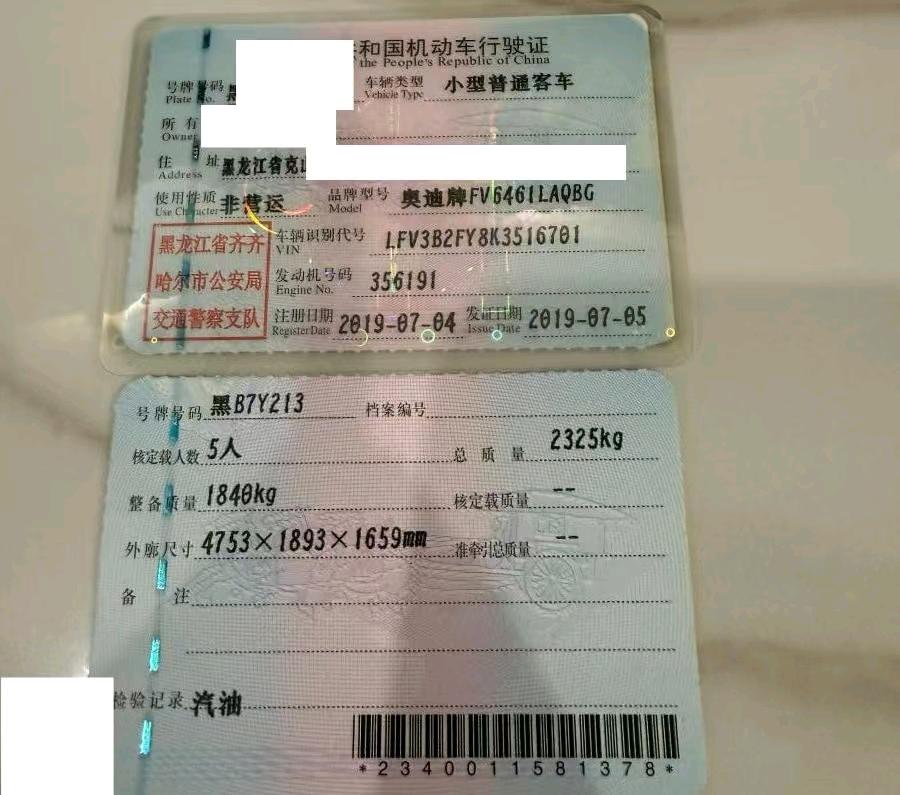 和国机动车行驶证
the People's Republic of China
号牌号码 车辆类型 小型普通客车
Plate No. Vehicle Type
所有
Owner
住 址 黑龙江省克
Address
使用性质 非营运 品牌型号 奥迪牌FV6461LAQBG
Use Character Model
黑龙江省齐齐
哈尔市公安局
交通警察支队
车辆识别代号 LFV3B2FY8K3516701
VIN
发动机号码 356191
Engine No.
注册日期 2019-07-04 发证日期 2019-07-05
Register Date Issue Date
号牌号码 黑B7Y213 档案编号
核定载人数 5人 总质量 2325kg
整备质量 1840kg 核定载质量 --
外廓尺寸 4753×1893×1659mm 准牵引总质量 --
备 注
检验记录 汽油
*2340011581378*